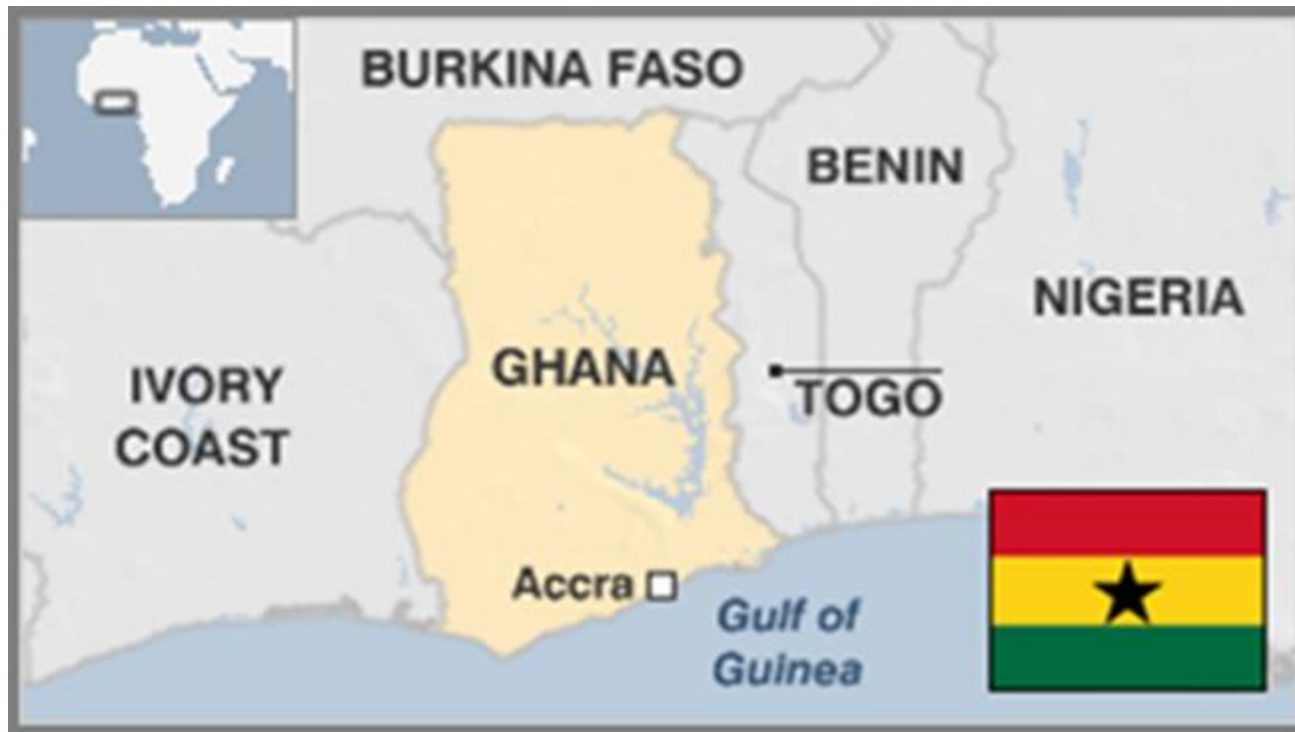 BURKINA FASO
BENIN
NIGERIA
GHANA
IVORY
COAST
TOGO
Accra
Gulf of
Guinea